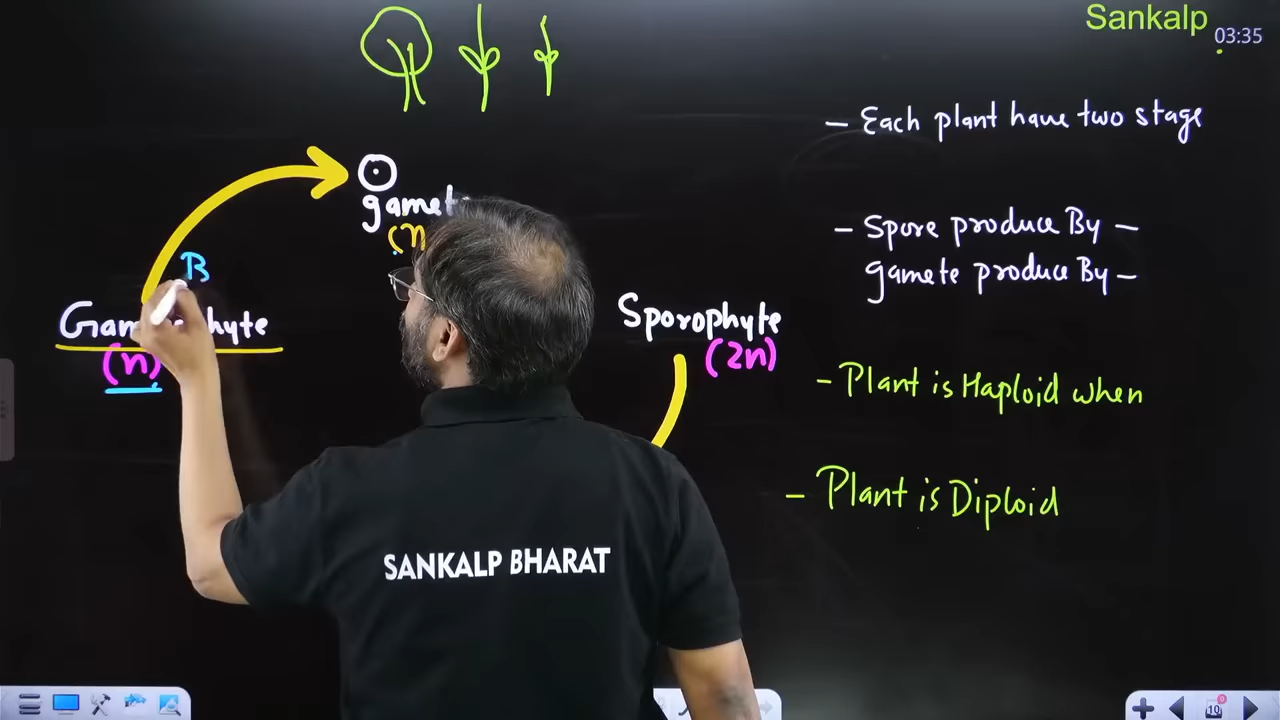 Sankalp
03:35
- Each plant have two stage
gamet
(n
B
- Spore produce By -
gamete produce By -
Sporophyte
(2n)
(n)
- Plant is Haploid when
- Plant is Diploid
SANKALP BHARAT
19